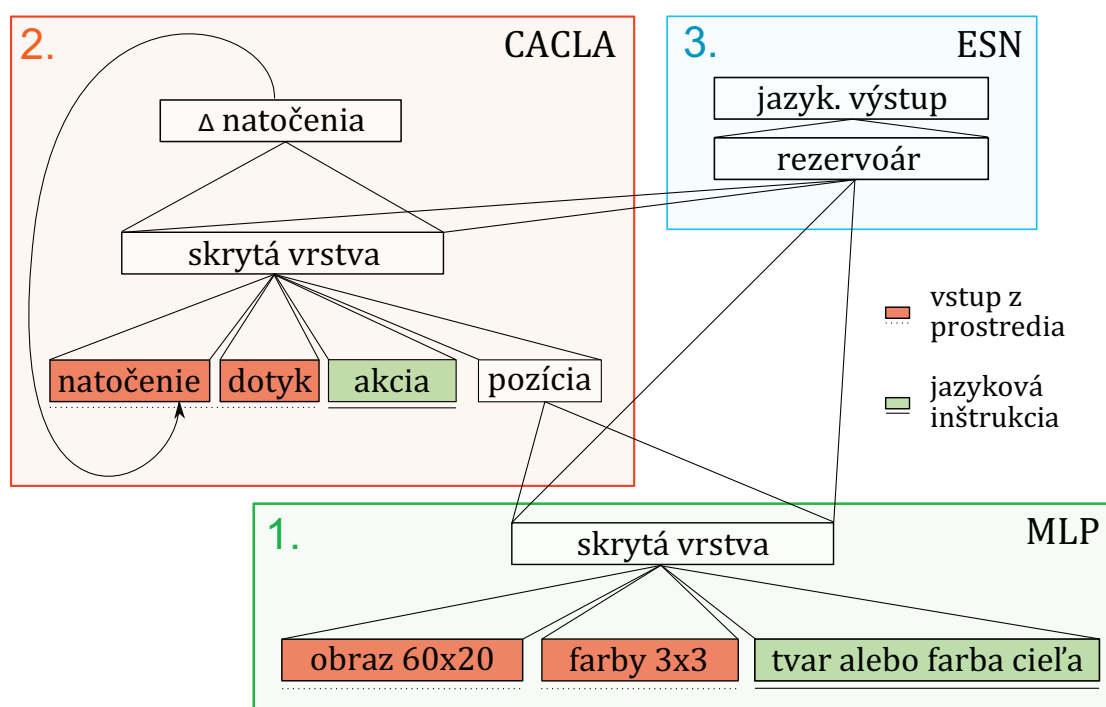 2.
CACLA
Δ natočenia
skrytá vrstva
natočenie
dotyk
akcia
pozícia
3.
ESN
jazyk. výstup
rezervoár
vstup z
prostredia
jazyková
inštrukcia
1.
MLP
skrytá vrstva
obraz 60x20
farby 3x3
tvar alebo farba cieľa